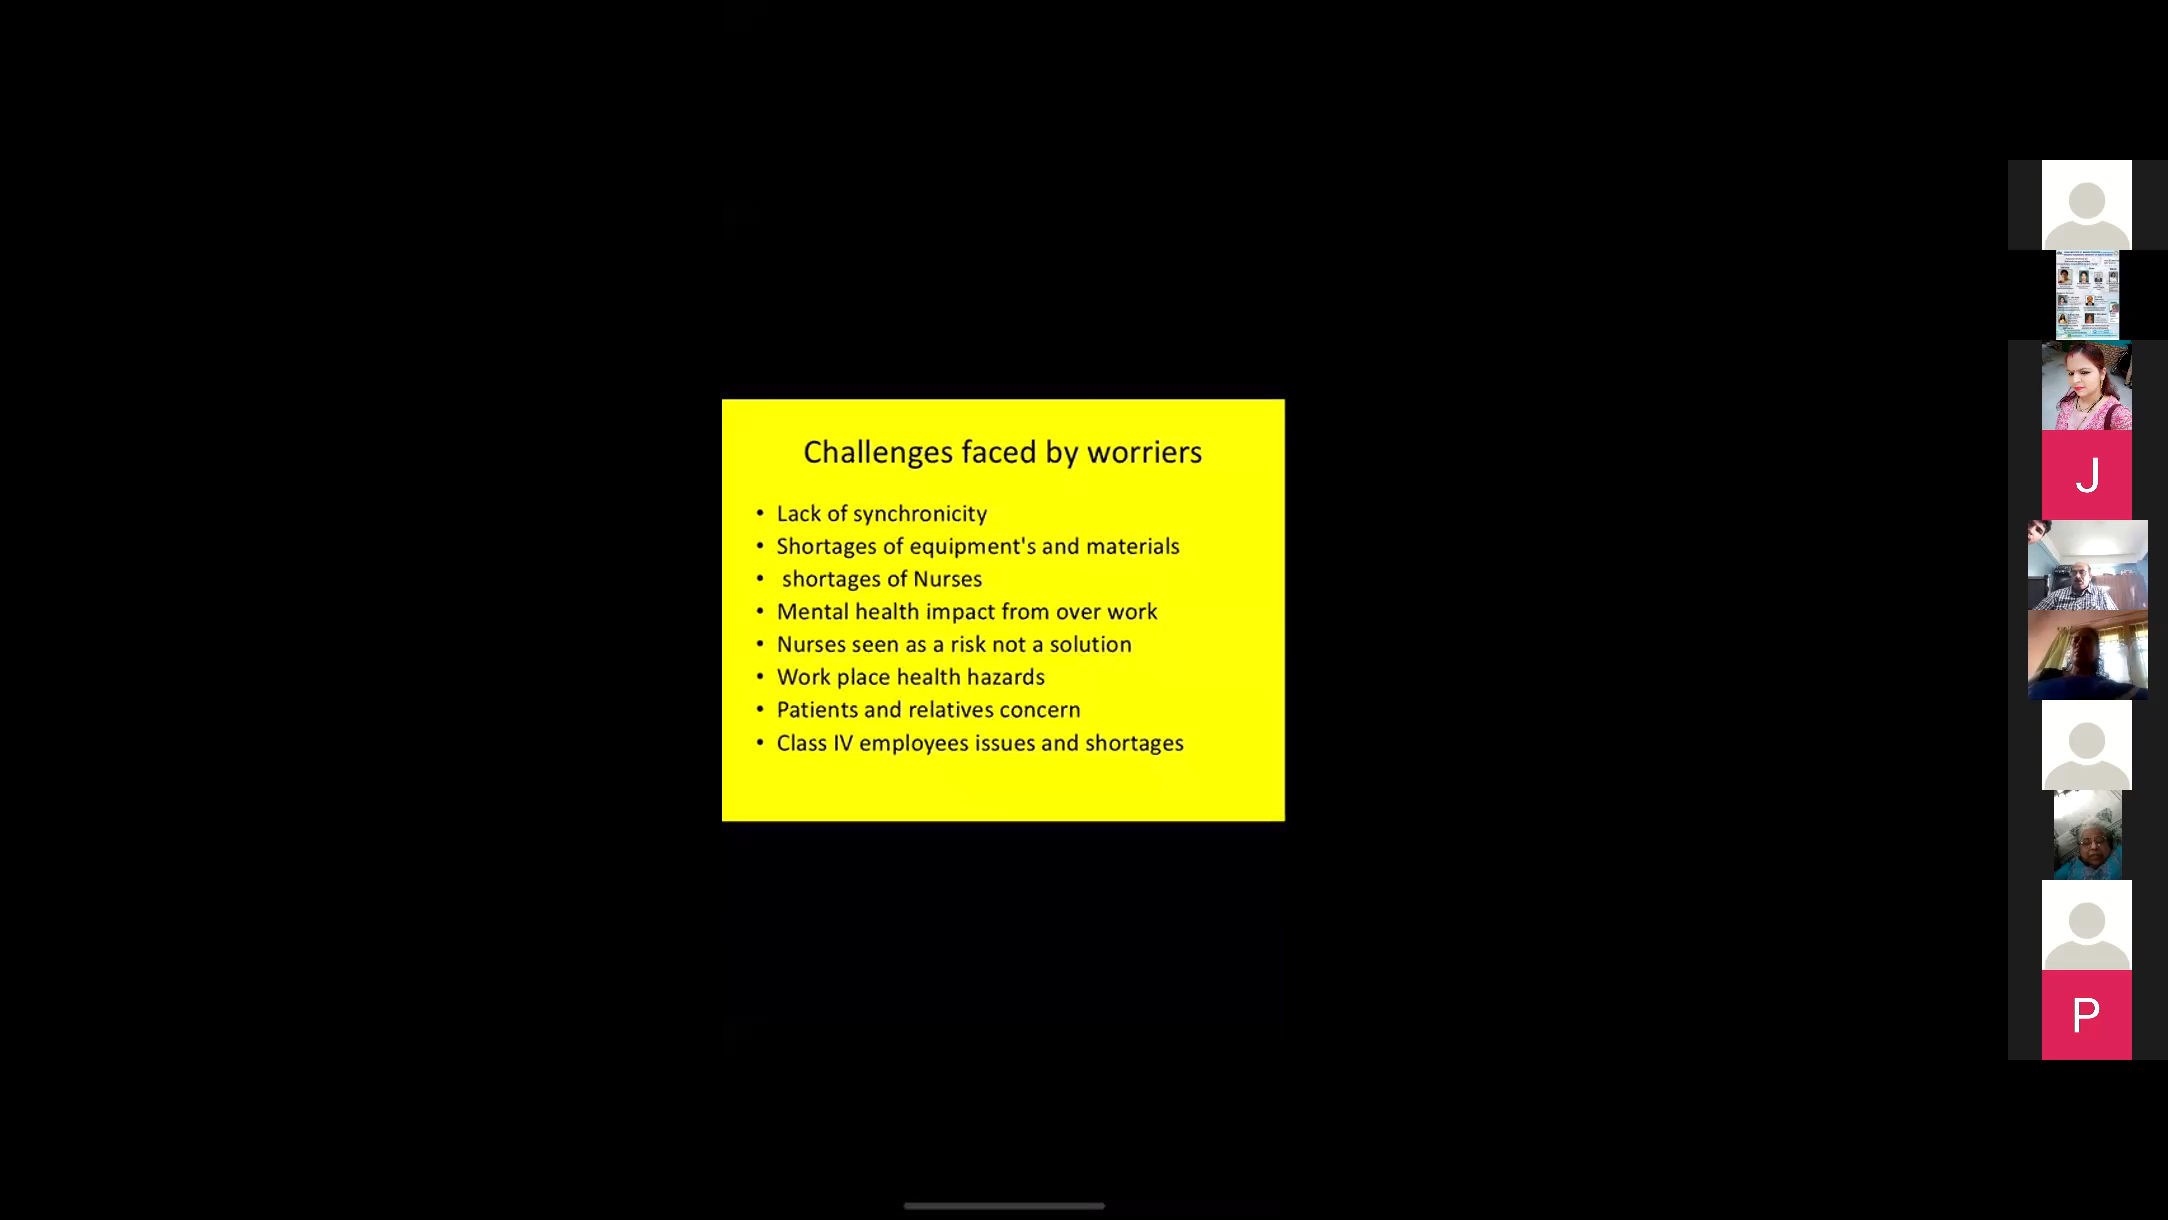 Challenges faced by worriers
• Lack of synchronicity
• Shortages of equipment's and materials
• shortages of Nurses
• Mental health impact from over work
• Nurses seen as a risk not a solution
• Work place health hazards
• Patients and relatives concern
• Class IV employees issues and shortages
J
P